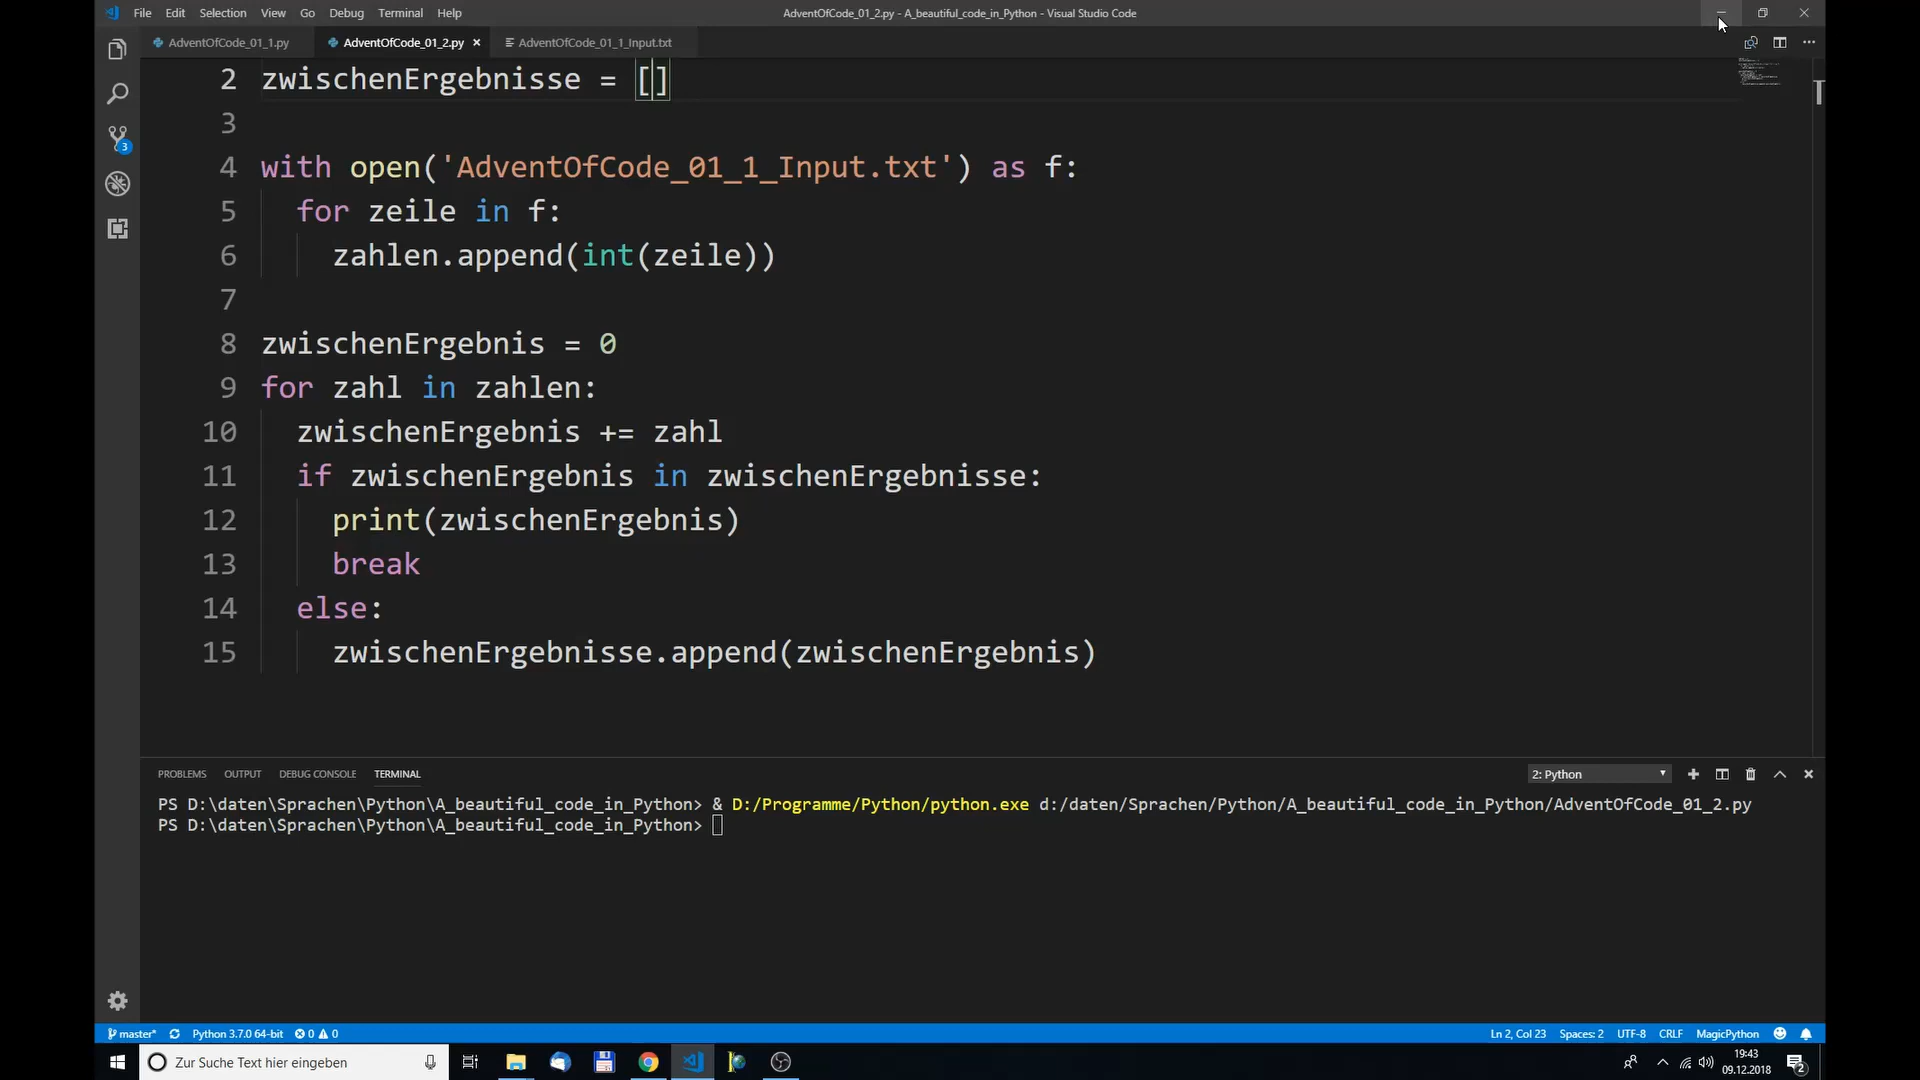 File Edit Selection View Go Debug Terminal Help AdventOfCode_01_2.py - A_beautiful_code_in_Python - Visual Studio Code
AdventOfCode_01_1.py AdventOfCode_01_2.py × AdventOfCode_01_1_Input.txt
2 zwischenErgebnisse = []
3
4 with open('AdventOfCode_01_1_Input.txt') as f:
5 for zeile in f:
6 zahlen.append(int(zeile))
7
8 zwischenErgebnis = 0
9 for zahl in zahlen:
10 zwischenErgebnis += zahl
11 if zwischenErgebnis in zwischenErgebnisse:
12 print(zwischenErgebnis)
13 break
14 else:
15 zwischenErgebnisse.append(zwischenErgebnis)
3
PROBLEMS OUTPUT DEBUG CONSOLE TERMINAL 2: Python
PS D:\daten\Sprachen\Python\A_beautiful_code_in_Python> & D:/Programme/Python/python.exe d:/daten/Sprachen/Python/A_beautiful_code_in_Python/AdventOfCode_01_2.py
PS D:\daten\Sprachen\Python\A_beautiful_code_in_Python>
master* Python 3.7.0 64-bit 0 0 Ln 2, Col 23 Spaces: 2 UTF-8 CRLF MagicPython
Zur Suche Text hier eingeben 19:43
09.12.2018 2